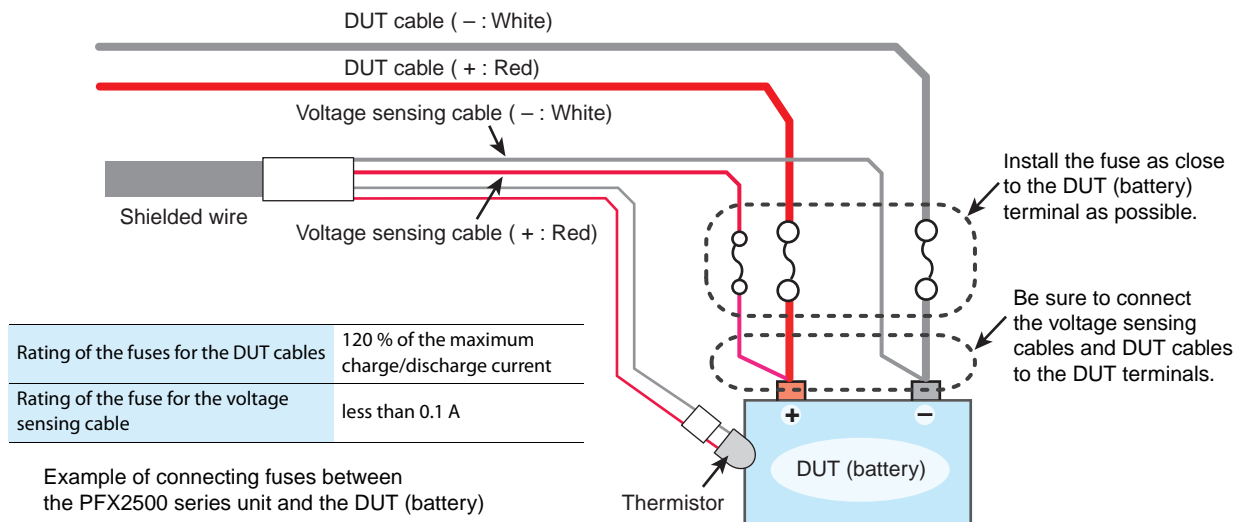 DUT cable ( – : White)
DUT cable ( + : Red)
Voltage sensing cable ( – : White)
Shielded wire
Voltage sensing cable ( + : Red)
Install the fuse as close
to the DUT (battery)
terminal as possible.
Be sure to connect
the voltage sensing
cables and DUT cables
to the DUT terminals.
Rating of the fuses for the DUT cables
120 % of the maximum
charge/discharge current
Rating of the fuse for the voltage
sensing cable
less than 0.1 A
+
–
DUT (battery)
Thermistor
Example of connecting fuses between
the PFX2500 series unit and the DUT (battery)